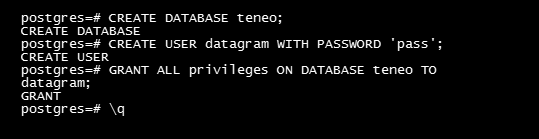 postgres=# CREATE DATABASE teneo;
CREATE DATABASE
postgres=# CREATE USER datagram WITH PASSWORD 'pass';
CREATE USER
postgres=# GRANT ALL privileges ON DATABASE teneo TO
datagram;
GRANT
postgres=# \q